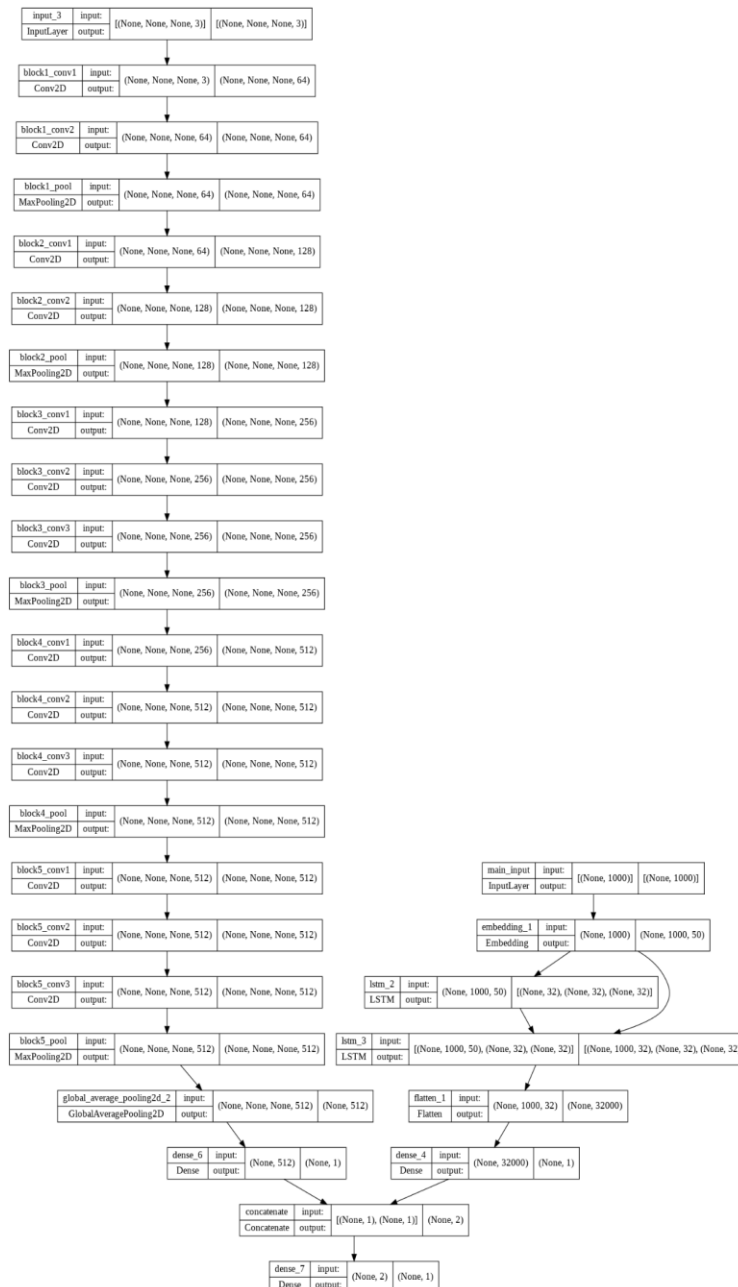 input_3 input: [(None, None, None, 3)] [(None, None, None, 3)]
InputLayer output:
block1_conv1 input: (None, None, None, 3) (None, None, None, 64)
Conv2D output:
block1_conv2 input: (None, None, None, 64) (None, None, None, 64)
Conv2D output:
block1_pool input: (None, None, None, 64) (None, None, None, 64)
MaxPooling2D output:
block2_conv1 input: (None, None, None, 64) (None, None, None, 128)
Conv2D output:
block2_conv2 input: (None, None, None, 128) (None, None, None, 128)
Conv2D output:
block2_pool input: (None, None, None, 128) (None, None, None, 128)
MaxPooling2D output:
block3_conv1 input: (None, None, None, 128) (None, None, None, 256)
Conv2D output:
block3_conv2 input: (None, None, None, 256) (None, None, None, 256)
Conv2D output:
block3_conv3 input: (None, None, None, 256) (None, None, None, 256)
Conv2D output:
block3_pool input: (None, None, None, 256) (None, None, None, 256)
MaxPooling2D output:
block4_conv1 input: (None, None, None, 256) (None, None, None, 512)
Conv2D output:
block4_conv2 input: (None, None, None, 512) (None, None, None, 512)
Conv2D output:
block4_conv3 input: (None, None, None, 512) (None, None, None, 512)
Conv2D output:
block4_pool input: (None, None, None, 512) (None, None, None, 512)
MaxPooling2D output:
block5_conv1 input: (None, None, None, 512) (None, None, None, 512)
Conv2D output:
main_input input: [(None, 1000)] [(None, 1000)]
InputLayer output:
block5_conv2 input: (None, None, None, 512) (None, None, None, 512)
Conv2D output:
embedding_1 input: (None, 1000) (None, 1000, 50)
Embedding output:
block5_conv3 input: (None, None, None, 512) (None, None, None, 512)
Conv2D output:
lstm_2 input: (None, 1000, 50) [(None, 32), (None, 32), (None, 32)]
LSTM output:
block5_pool input: (None, None, None, 512) (None, None, None, 512)
MaxPooling2D output:
lstm_3 input: [(None, 1000, 50), (None, 32), (None, 32)] [(None, 1000, 32), (None, 32), (None, 32
LSTM output:
global_average_pooling2d_2 input: (None, None, None, 512) (None, 512)
GlobalAveragePooling2D output:
flatten_1 input: (None, 1000, 32) (None, 32000)
Flatten output:
dense_6 input: (None, 512) (None, 1)
Dense output:
dense_4 input: (None, 32000) (None, 1)
Dense output:
concatenate input: [(None, 1), (None, 1)] (None, 2)
Concatenate output:
dense_7 input: (None, 2) (None, 1)
Dense output: